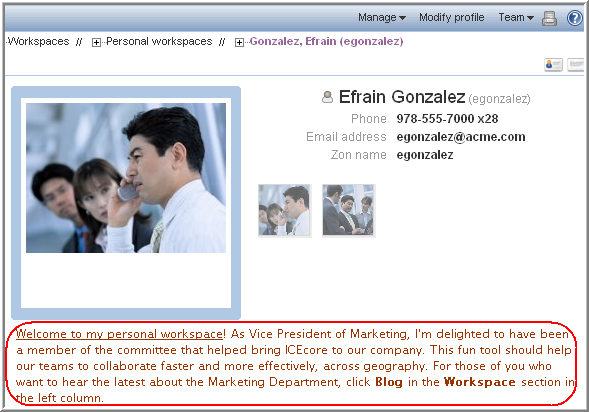 Manage Modify profile Team ?
Workspaces // Personal workspaces // Gonzalez, Efrain (egonzalez)
Efrain Gonzalez (egonzalez)
Phone 978-555-7000 x28
Email address egonzalez@acme.com
Zon name egonzalez
Welcome to my personal workspace! As Vice President of Marketing, I'm delighted to have been
a member of the committee that helped bring ICEcore to our company. This fun tool should help
our teams to collaborate faster and more effectively, across geography. For those of you who
want to hear the latest about the Marketing Department, click Blog in the Workspace section in
the left column.